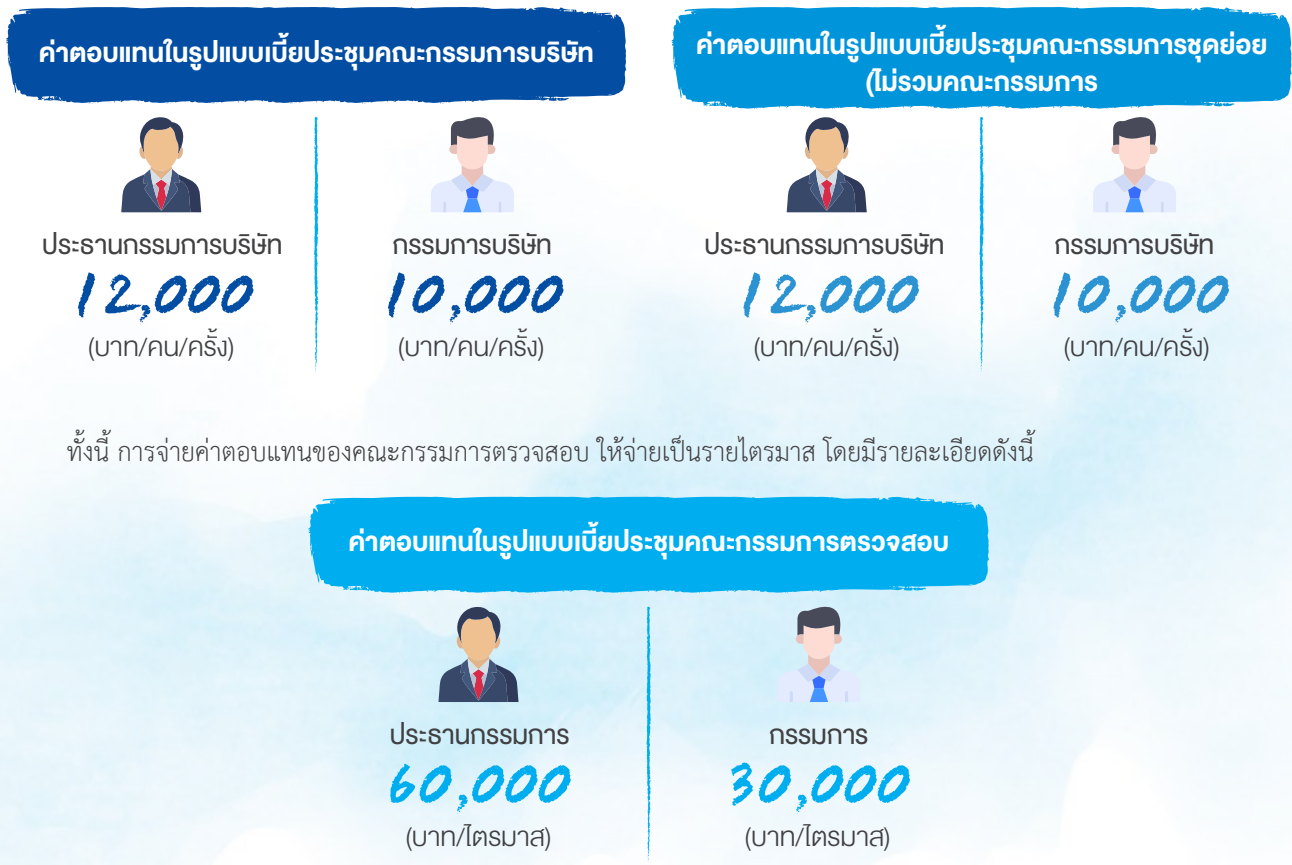 ค่าตอบแทนในรูปแบบเบี้ยประชุมคณะกรรมการบริษัท
ประธานกรรมการบริษัท
12,000
(บาท/คน/ครั้ง)
กรรมการบริษัท
10,000
(บาท/คน/ครั้ง)
ค่าตอบแทนในรูปแบบเบี้ยประชุมคณะกรรมการชุดย่อย
(ไม่รวมคณะกรรมการ
ประธานกรรมการบริษัท
12,000
(บาท/คน/ครั้ง)
กรรมการบริษัท
10,000
(บาท/คน/ครั้ง)
ทั้งนี้ การจ่ายค่าตอบแทนของคณะกรรมการตรวจสอบ ให้จ่ายเป็นรายไตรมาส โดยมีรายละเอียดดังนี้
ค่าตอบแทนในรูปแบบเบี้ยประชุมคณะกรรมการตรวจสอบ
ประธานกรรมการ
60,000
(บาท/ไตรมาส)
กรรมการ
30,000
(บาท/ไตรมาส)